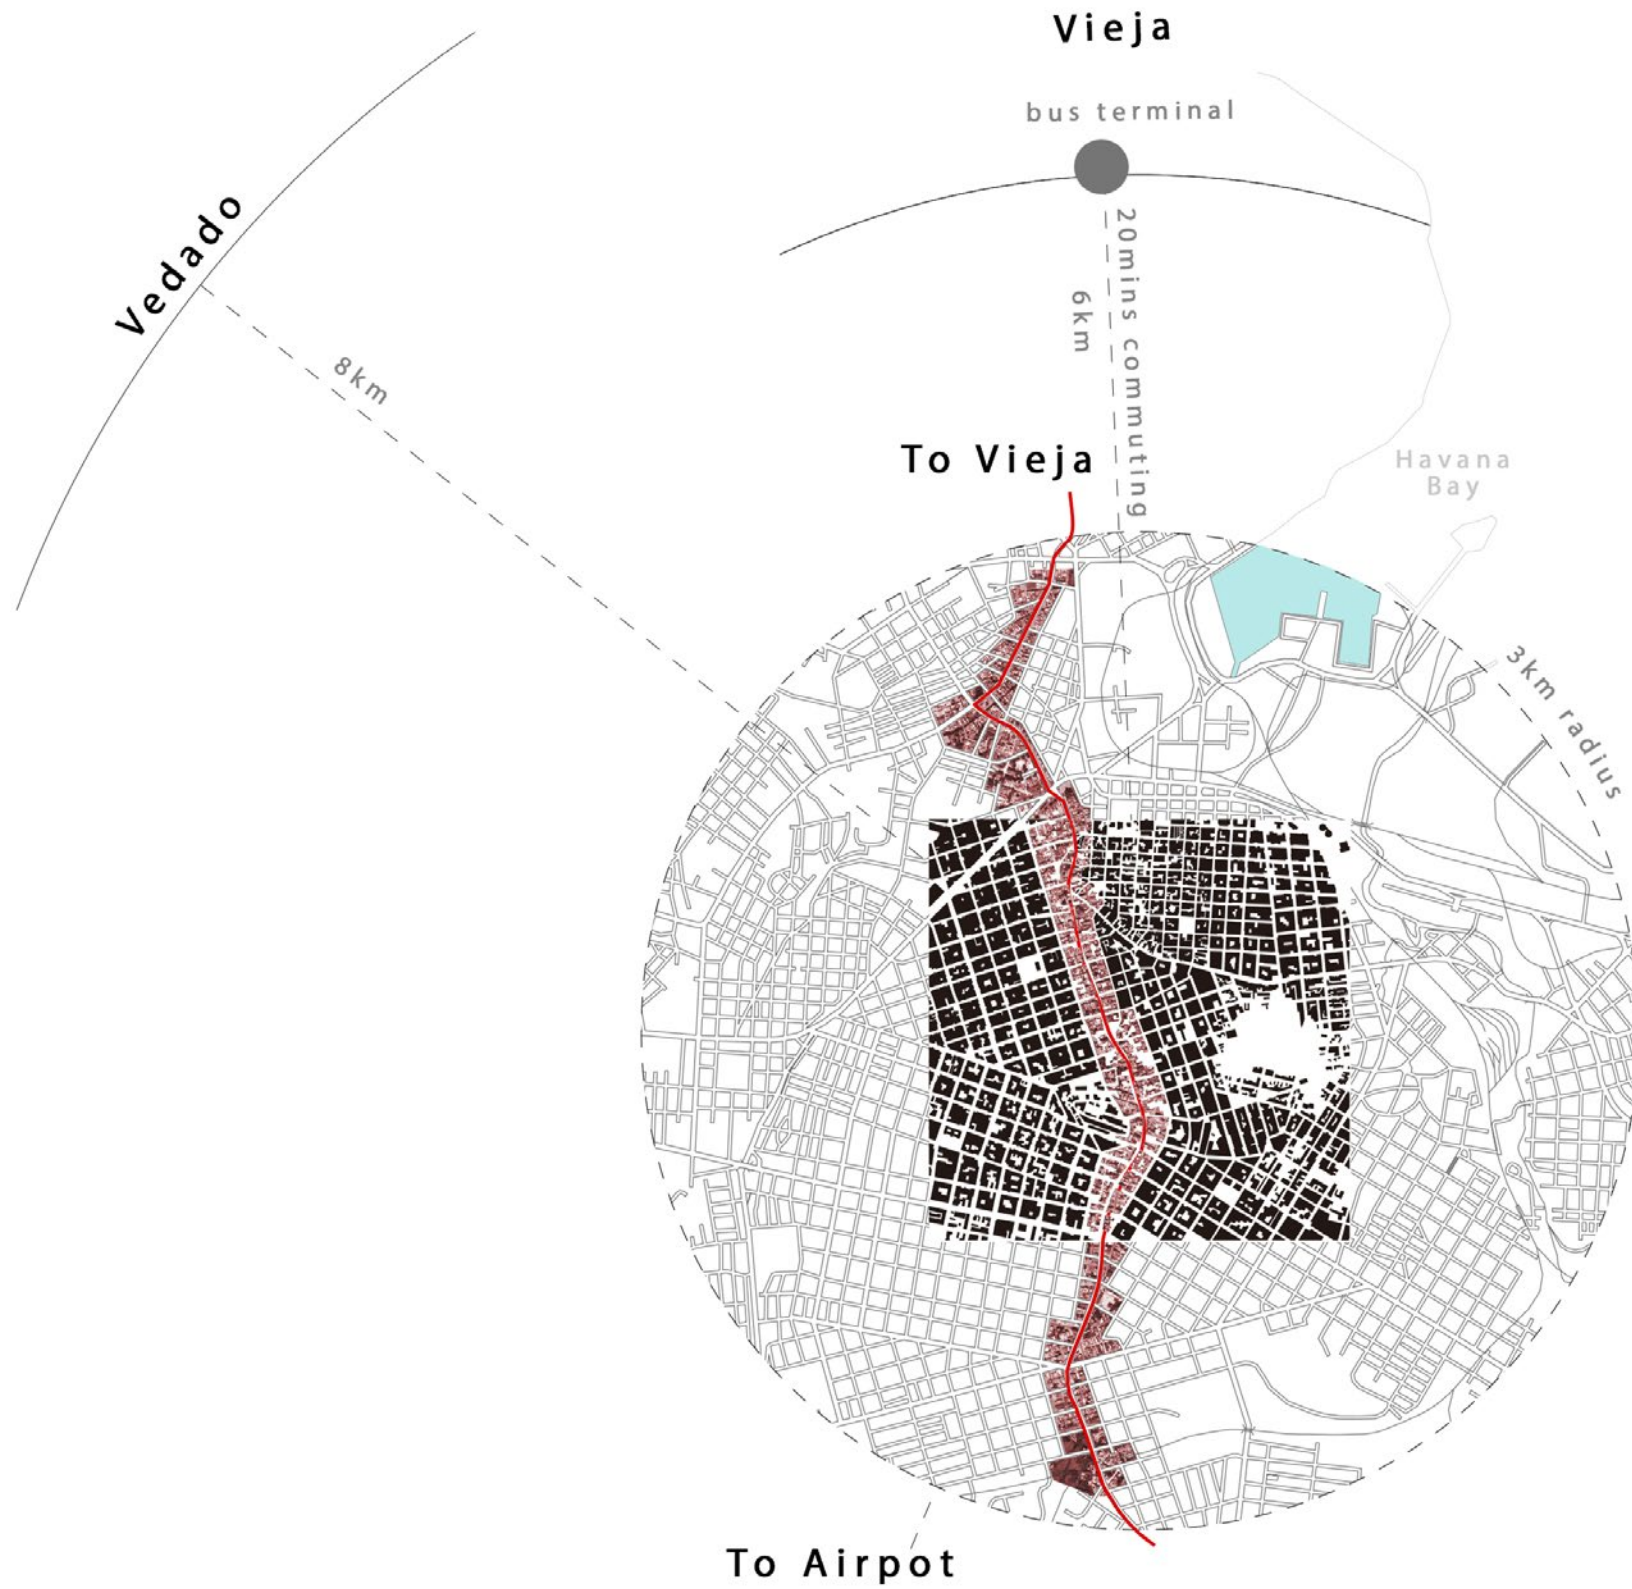 Vieja
bus terminal
Vedado
20mins commuting
6km
8km
To Vieja
Havana
Bay
3km radius
To Airpot